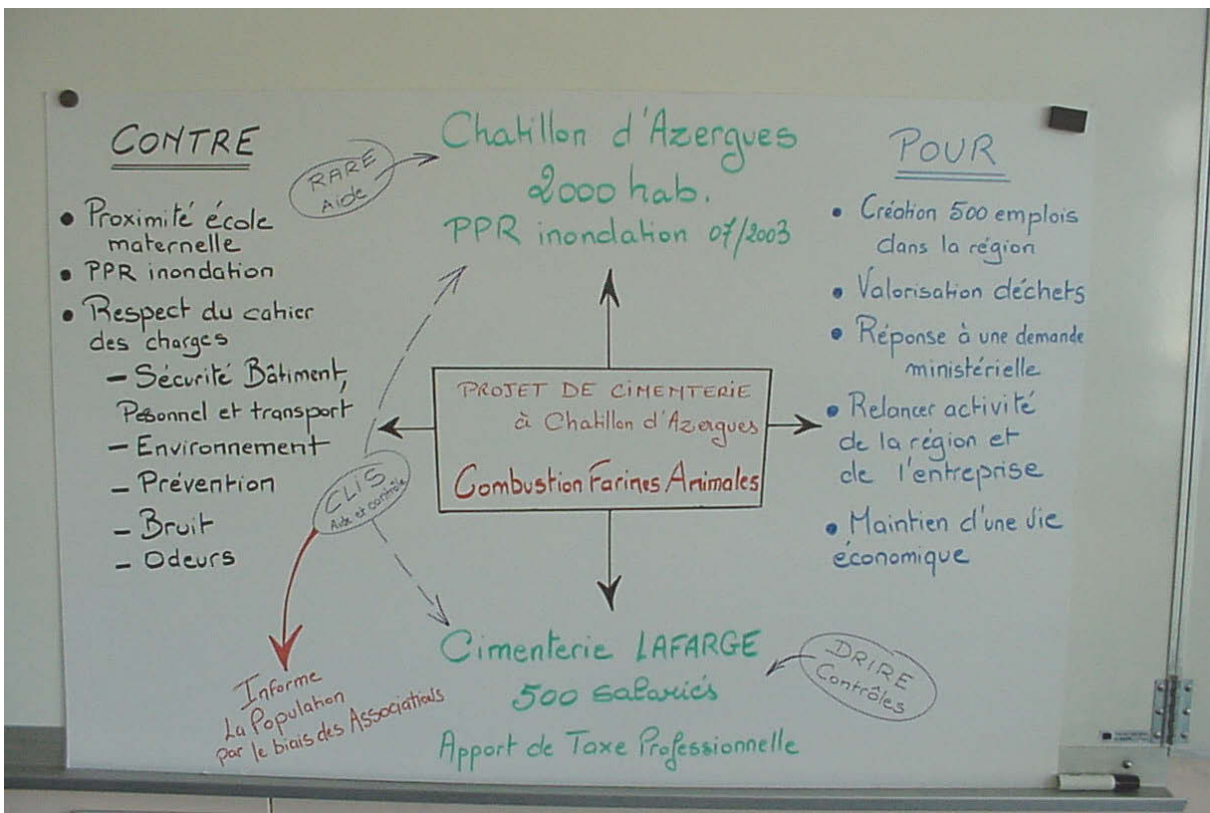 CONTRE
• Proximité école
maternelle
• PPR inondation
• Respect du cahier
des charges
– Sécurité Bâtiment,
Pesonnel et transport
– Environnement
– Prévention
– Bruit
– Odeurs
RARE
Aide
Chatillon d'Azergues
2000 hab.
PPR inondation 07/2003
PROJET DE CIMENTERIE
à Chatillon d'Azergues
Combustion Farines Animales
CLIS
Aide et contrôle
Informe
La Population
par le biais des Associations
Cimenterie LAFARGE
500 salariés
Apport de Taxe Professionnelle
DRIRE
Contrôles
POUR
• Création 500 emplois
dans la région
• Valorisation déchets
• Réponse à une demande
ministérielle
• Relancer activité
de la région et
de l'entreprise
• Maintien d'une vie
économique